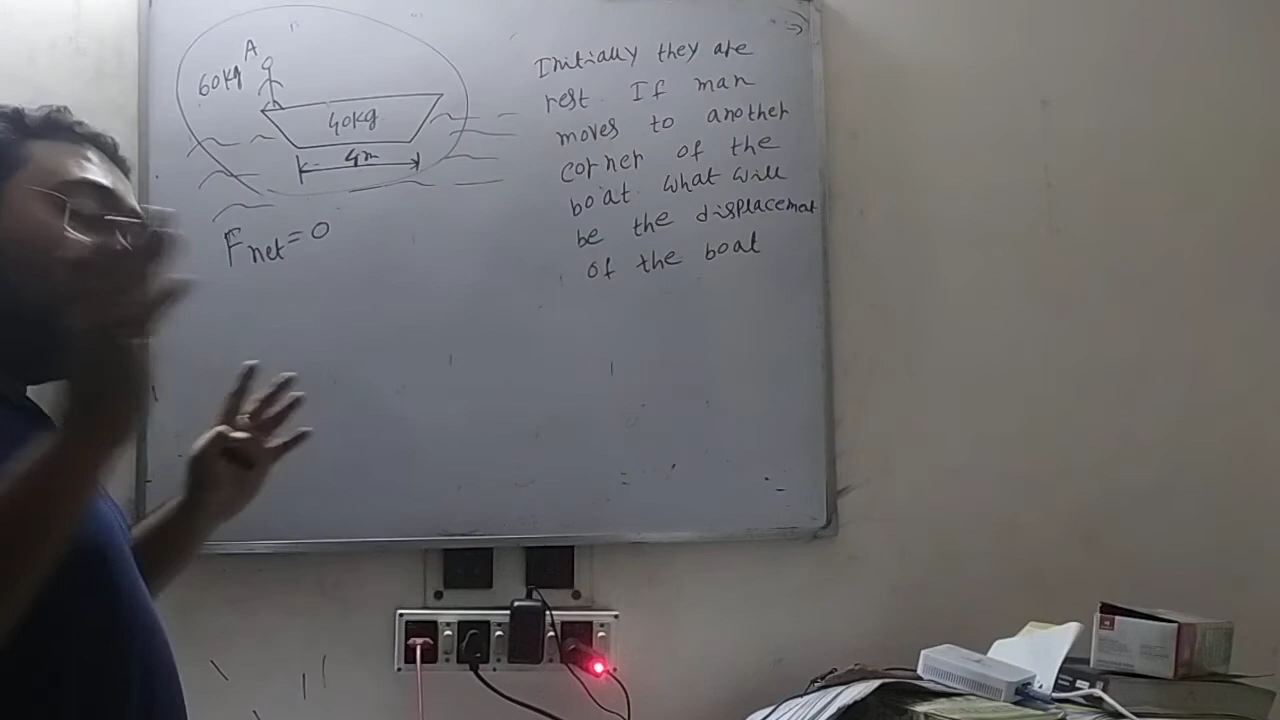 A
60kg
40kg
4m
Fnet=0
Initially they are
rest. If man
moves to another
corner of the
boat. what will
be the displacement
of the boat